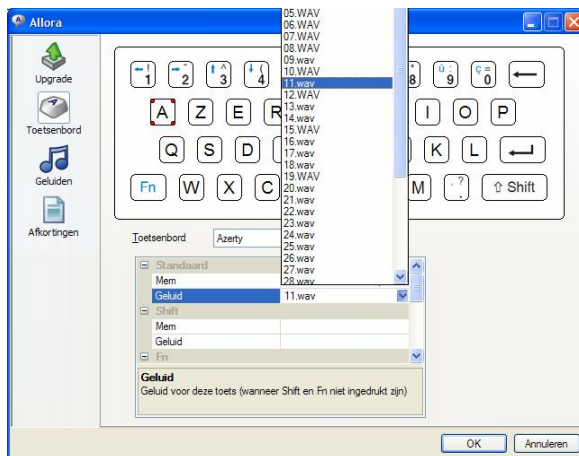 Allora
Upgrade
Toetsenbord
Geluiden
Afkortingen
05.WAV
06.WAV
07.WAV
08.WAV
09.wav
10.WAV
11.wav
12.WAV
13.wav
14.wav
15.WAV
16.wav
17.wav
18.wav
19.WAV
20.wav
21.wav
22.wav
23.wav
24.wav
25.wav
26.wav
27.wav
28.wav
! 1 2 ^ 3 ( 4 8 ù ; 9 ç = 0
A Z E R I O P
Q S D K L
Fn W X C M , ? . ⇧ Shift
Toetsenbord Azerty
Standaard
Mem
Geluid 11.wav
Shift
Mem
Geluid
Fn
Geluid
Geluid voor deze toets (wanneer Shift en Fn niet ingedrukt zijn)
OK Annuleren